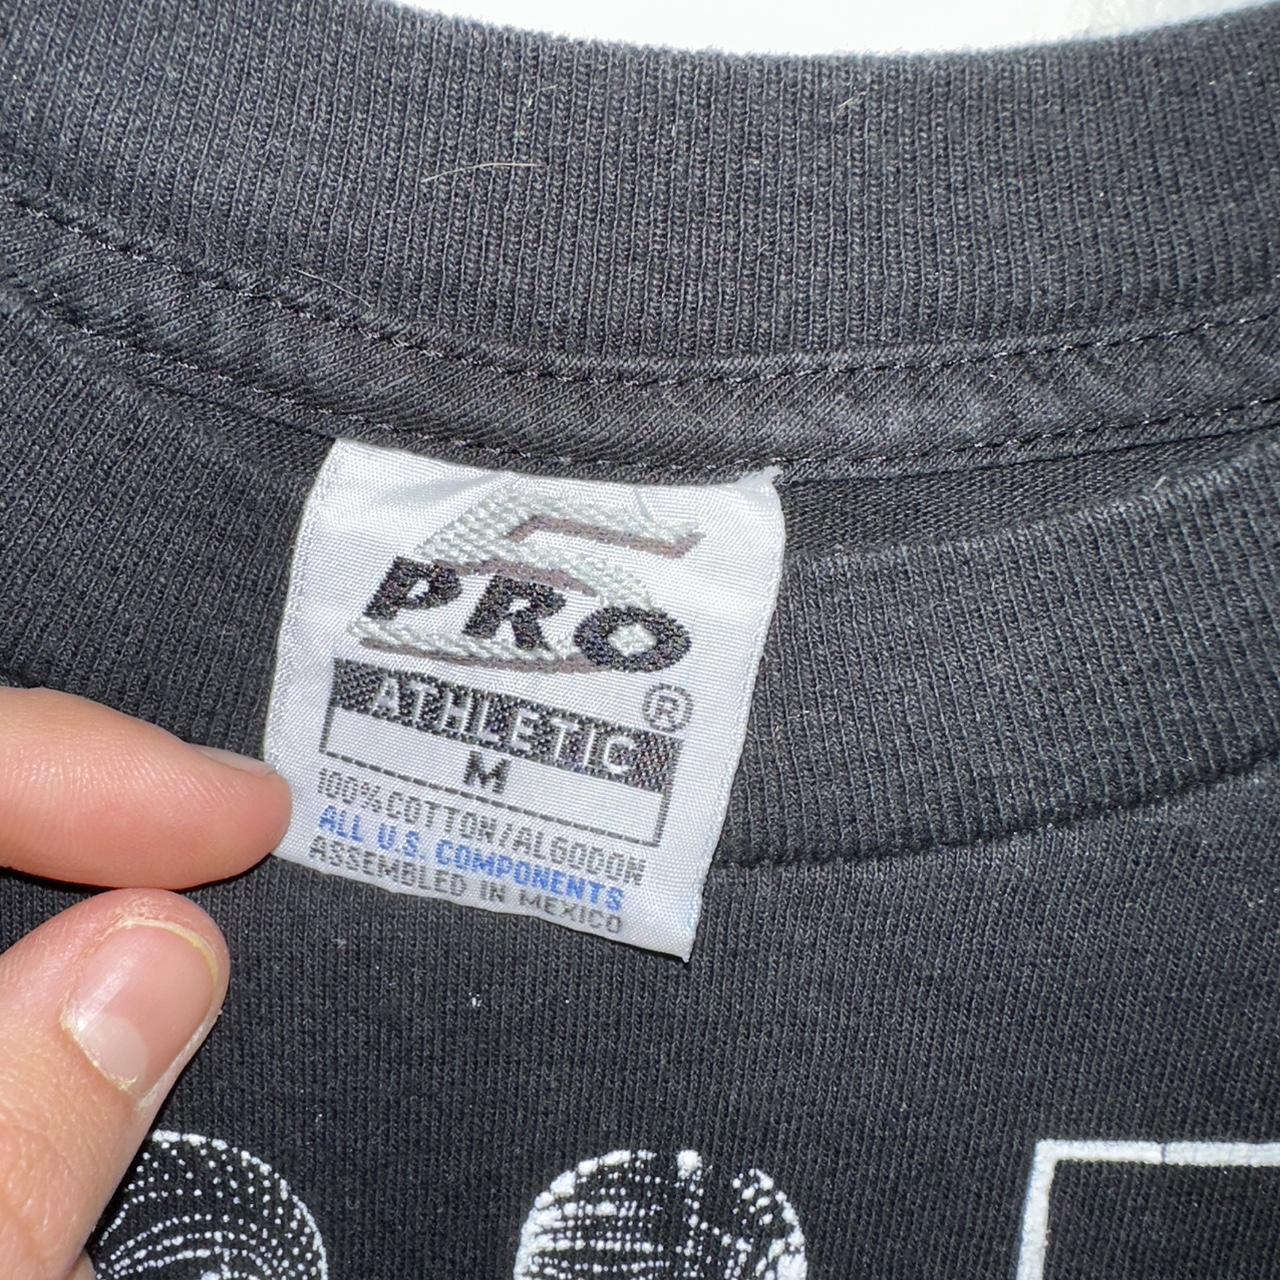 PRO
ATHLETIC ®
M
100% COTTON/ALGODON
ALL U.S. COMPONENTS
ASSEMBLED IN MEXICO